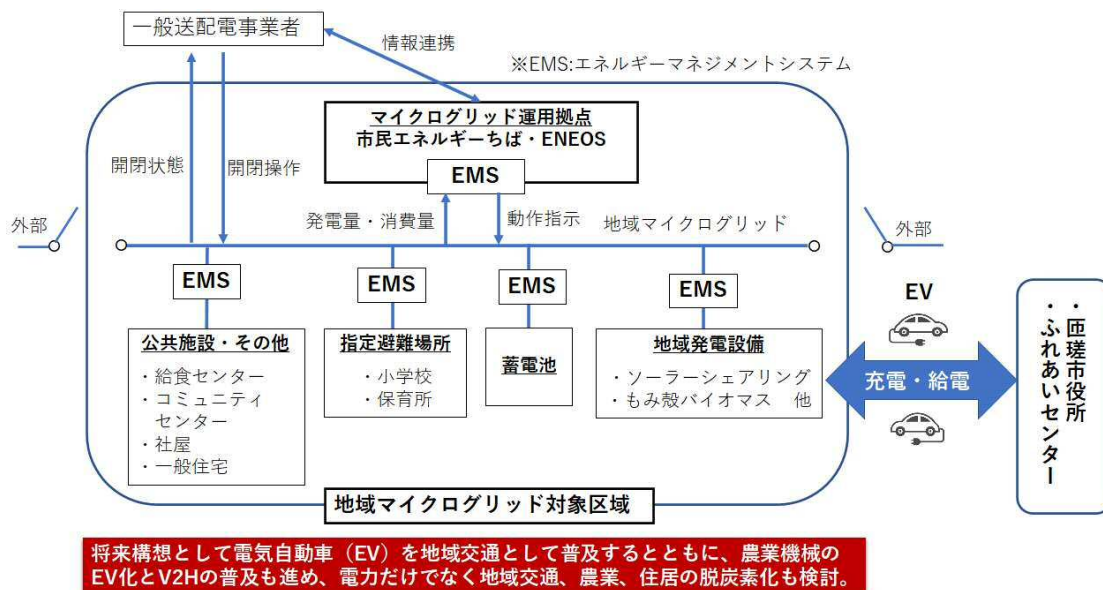 一般送配電事業者
情報連携
※EMS:エネルギーマネジメントシステム
マイクログリッド運用拠点
市民エネルギーちば・ENEOS
EMS
開閉状態
開閉操作
発電量・消費量
動作指示
地域マイクログリッド
外部
外部
EMS
EMS
EMS
EMS
公共施設・その他
・給食センター
・コミュニティ
センター
・社屋
・一般住宅
指定避難場所
・小学校
・保育所
蓄電池
地域発電設備
・ソーラーシェアリング
・もみ殻バイオマス 他
EV
充電・給電
・匝瑳市役所
・ふれあいセンター
地域マイクログリッド対象区域
将来構想として電気自動車（EV）を地域交通として普及するとともに、農業機械の
EV化とV2Hの普及も進め、電力だけでなく地域交通、農業、住居の脱炭素化も検討。